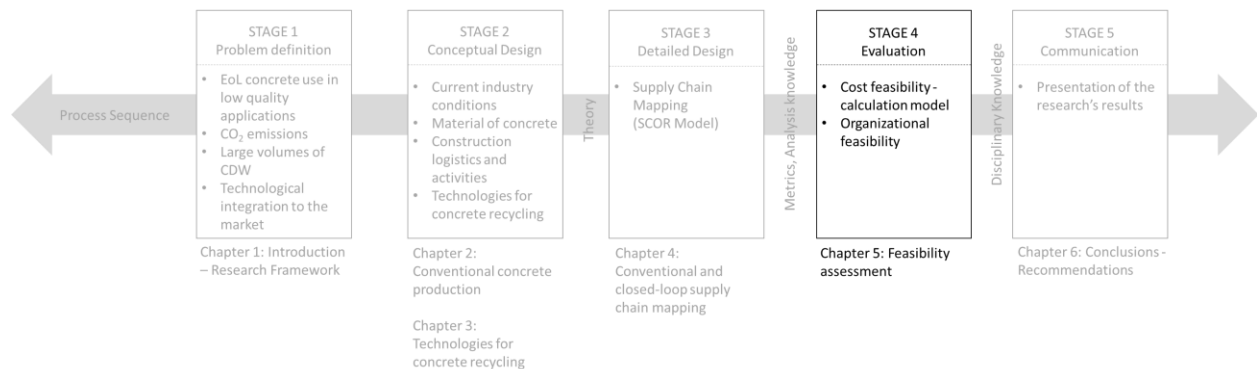 Process Sequence
STAGE 1
Problem definition
• EoL concrete use in
low quality
applications
• CO₂ emissions
• Large volumes of
CDW
• Technological
integration to the
market
Chapter 1: Introduction
– Research Framework
STAGE 2
Conceptual Design
• Current industry
conditions
• Material of concrete
• Construction
logistics and
activities
• Technologies for
concrete recycling
Chapter 2:
Conventional concrete
production
Chapter 3:
Technologies for
concrete recycling
Theory
STAGE 3
Detailed Design
• Supply Chain
Mapping
(SCOR Model)
Chapter 4:
Conventional and
closed-loop supply
chain mapping
Metrics, Analysis knowledge
STAGE 4
Evaluation
• Cost feasibility -
calculation model
• Organizational
feasibility
Chapter 5: Feasibility
assessment
Disciplinary Knowledge
STAGE 5
Communication
• Presentation of the
research's results
Chapter 6: Conclusions -
Recommendations